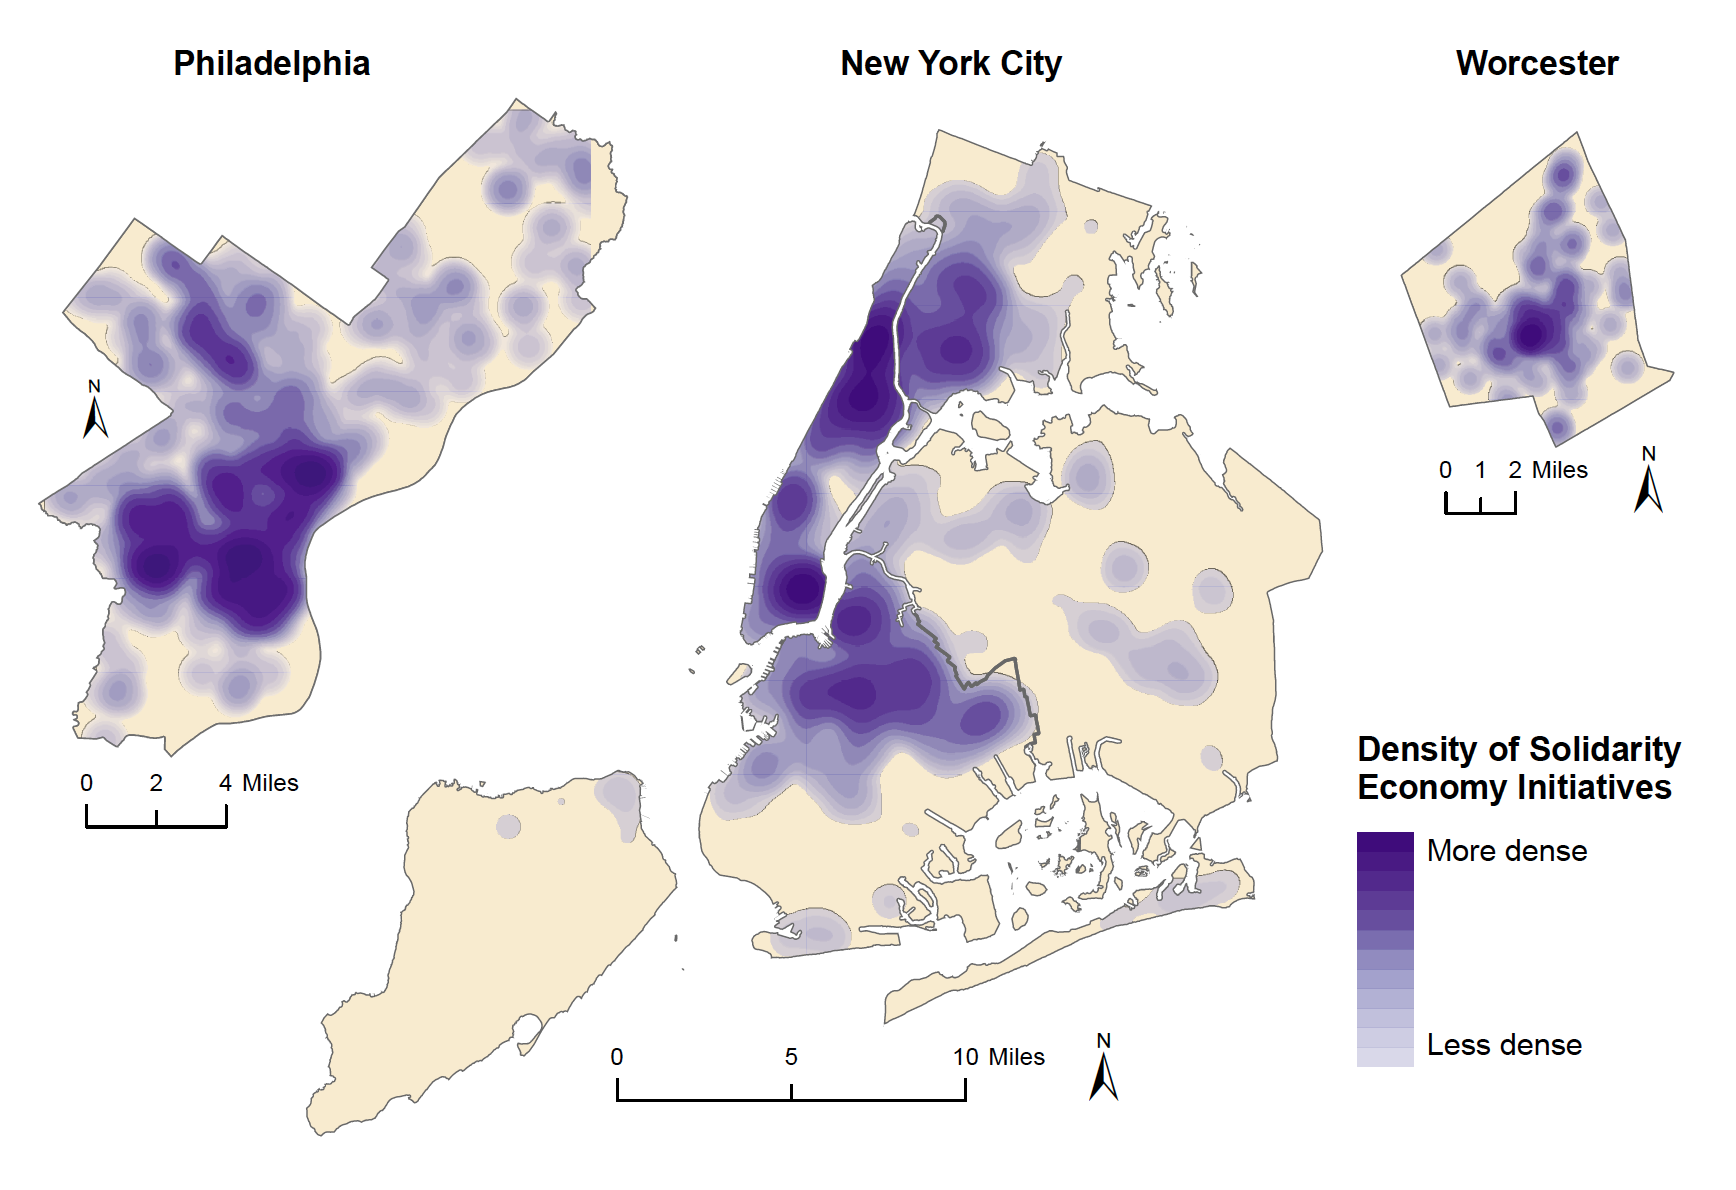 Philadelphia
New York City
Worcester
N
0 2 4 Miles
N
0 1 2 Miles
Density of Solidarity
Economy Initiatives
More dense
Less dense
N
0 5 10 Miles